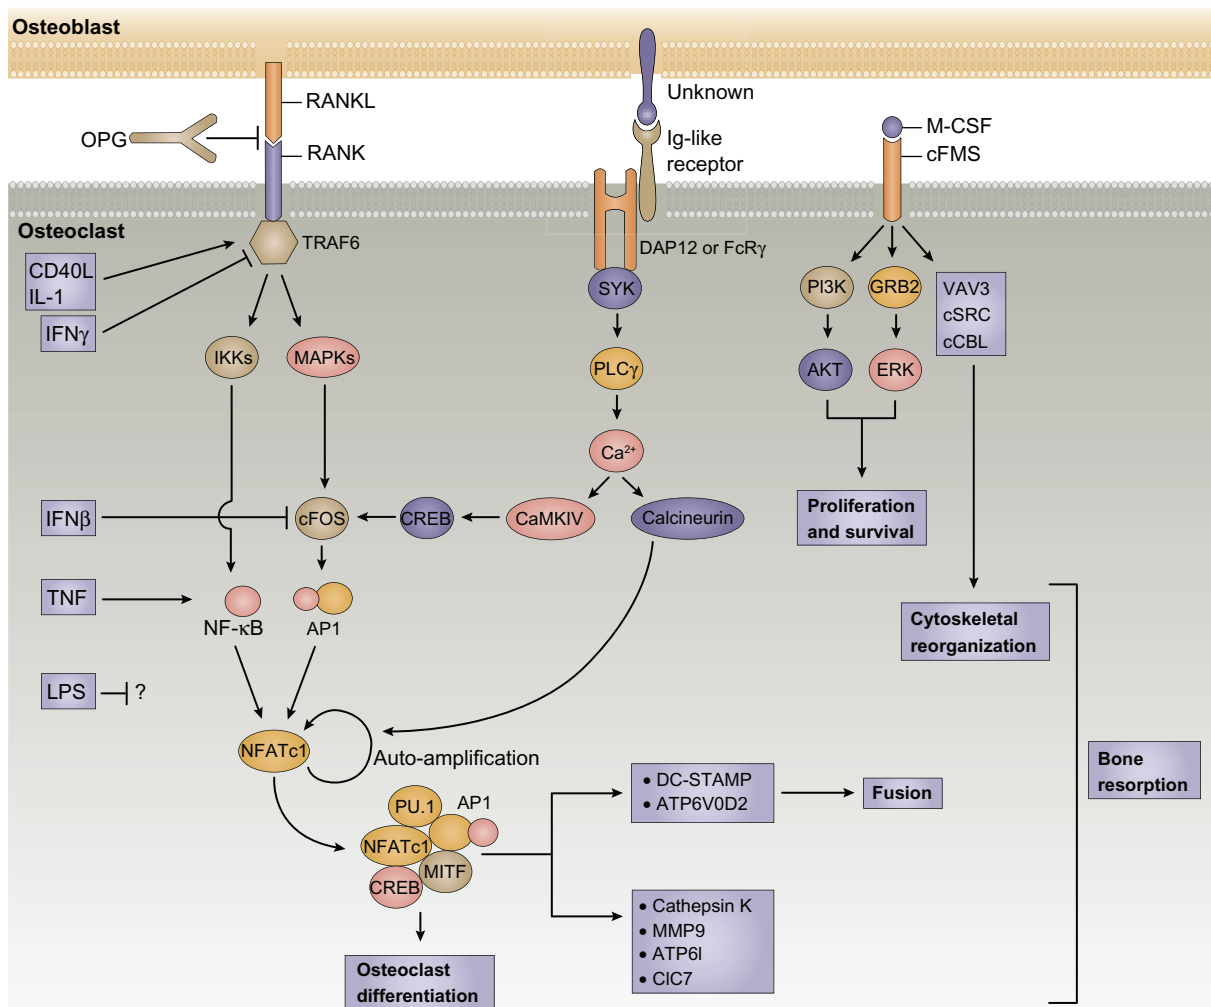 Osteoblast
RANKL
Unknown
OPG
RANK
Ig-like
receptor
M-CSF
cFMS
Osteoclast
TRAF6
DAP12 or FcRγ
CD40L
IL-1
IFNγ
SYK
PI3K
GRB2
VAV3
cSRC
cCBL
IKKs
MAPKs
PLCγ
AKT
ERK
Ca²⁺
IFNβ
cFOS
CREB
CaMKIV
Calcineurin
Proliferation
and survival
TNF
NF-κB
AP1
Cytoskeletal
reorganization
LPS
?
NFATc1
Auto-amplification
Bone
resorption
• DC-STAMP
• ATP6V0D2
Fusion
PU.1
AP1
NFATc1
MITF
CREB
• Cathepsin K
• MMP9
• ATP6I
• ClC7
Osteoclast
differentiation